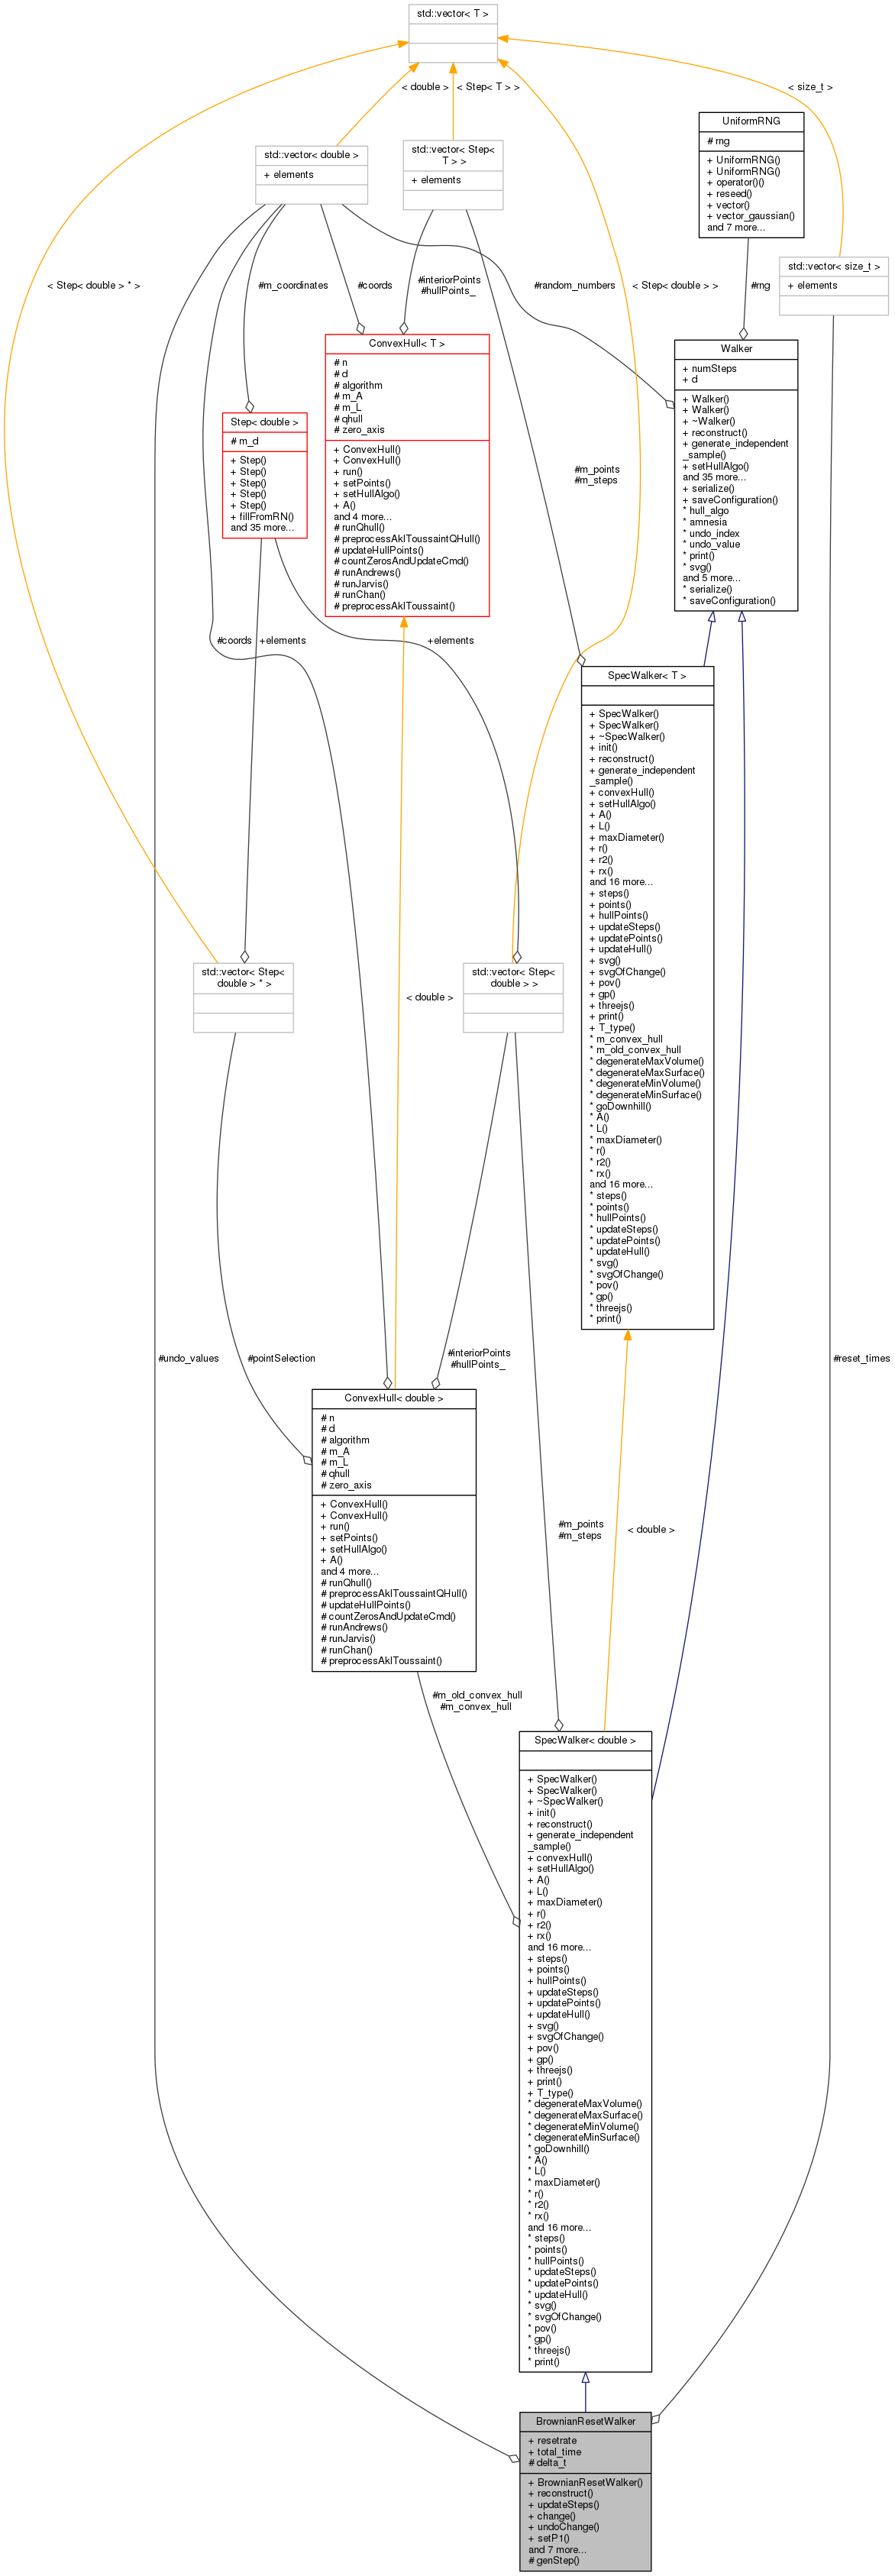 std::vector< T >
< double >
< Step< T > >
< size_t >
UniformRNG
# rng
+ UniformRNG()
+ UniformRNG()
+ operator()()
+ reseed()
+ vector()
+ vector_gaussian()
and 7 more...
std::vector< double >
+ elements
std::vector< Step<
T > >
+ elements
std::vector< size_t >
+ elements
< Step< double > * >
#m_coordinates
#coords
#interiorPoints
#hullPoints_
#random_numbers
< Step< double > >
#rng
ConvexHull< T >
# n
# d
# algorithm
# m_A
# m_L
# qhull
# zero_axis
+ ConvexHull()
+ ConvexHull()
+ run()
+ setPoints()
+ setHullAlgo()
+ A()
and 4 more...
# runQhull()
# preprocessAklToussaintQHull()
# updateHullPoints()
# countZerosAndUpdateCmd()
# runAndrews()
# runJarvis()
# runChan()
# preprocessAklToussaint()
Walker
+ numSteps
+ d
+ Walker()
+ Walker()
+ ~Walker()
+ reconstruct()
+ generate_independent
_sample()
+ setHullAlgo()
and 35 more...
+ serialize()
+ saveConfiguration()
* hull_algo
* amnesia
* undo_index
* undo_value
* print()
* svg()
and 5 more...
* serialize()
* saveConfiguration()
Step< double >
# m_d
+ Step()
+ Step()
+ Step()
+ Step()
+ Step()
+ fillFromRN()
and 35 more...
#m_points
#m_steps
#coords
+elements
+elements
SpecWalker< T >
+ SpecWalker()
+ SpecWalker()
+ ~SpecWalker()
+ init()
+ reconstruct()
+ generate_independent
_sample()
+ convexHull()
+ setHullAlgo()
+ A()
+ L()
+ maxDiameter()
+ r()
+ r2()
+ rx()
and 16 more...
+ steps()
+ points()
+ hullPoints()
+ updateSteps()
+ updatePoints()
+ updateHull()
+ svg()
+ svgOfChange()
+ pov()
+ gp()
+ threejs()
+ print()
+ T_type()
* m_convex_hull
* m_old_convex_hull
* degenerateMaxVolume()
* degenerateMaxSurface()
* degenerateMinVolume()
* degenerateMinSurface()
* goDownhill()
* A()
* L()
* maxDiameter()
* r()
* r2()
* rx()
and 16 more...
* steps()
* points()
* hullPoints()
* updateSteps()
* updatePoints()
* updateHull()
* svg()
* svgOfChange()
* pov()
* gp()
* threejs()
* print()
std::vector< Step<
double > * >
< double >
std::vector< Step<
double > >
#undo_values
#pointSelection
#interiorPoints
#hullPoints_
#reset_times
ConvexHull< double >
# n
# d
# algorithm
# m_A
# m_L
# qhull
# zero_axis
+ ConvexHull()
+ ConvexHull()
+ run()
+ setPoints()
+ setHullAlgo()
+ A()
and 4 more...
# runQhull()
# preprocessAklToussaintQHull()
# updateHullPoints()
# countZerosAndUpdateCmd()
# runAndrews()
# runJarvis()
# runChan()
# preprocessAklToussaint()
#m_points
#m_steps
< double >
#m_old_convex_hull
#m_convex_hull
SpecWalker< double >
+ SpecWalker()
+ SpecWalker()
+ ~SpecWalker()
+ init()
+ reconstruct()
+ generate_independent
_sample()
+ convexHull()
+ setHullAlgo()
+ A()
+ L()
+ maxDiameter()
+ r()
+ r2()
+ rx()
and 16 more...
+ steps()
+ points()
+ hullPoints()
+ updateSteps()
+ updatePoints()
+ updateHull()
+ svg()
+ svgOfChange()
+ pov()
+ gp()
+ threejs()
+ print()
+ T_type()
* degenerateMaxVolume()
* degenerateMaxSurface()
* degenerateMinVolume()
* degenerateMinSurface()
* goDownhill()
* A()
* L()
* maxDiameter()
* r()
* r2()
* rx()
and 16 more...
* steps()
* points()
* hullPoints()
* updateSteps()
* updatePoints()
* updateHull()
* svg()
* svgOfChange()
* pov()
* gp()
* threejs()
* print()
BrownianResetWalker
+ resetrate
+ total_time
# delta_t
+ BrownianResetWalker()
+ reconstruct()
+ updateSteps()
+ change()
+ undoChange()
+ setP1()
and 7 more...
# genStep()